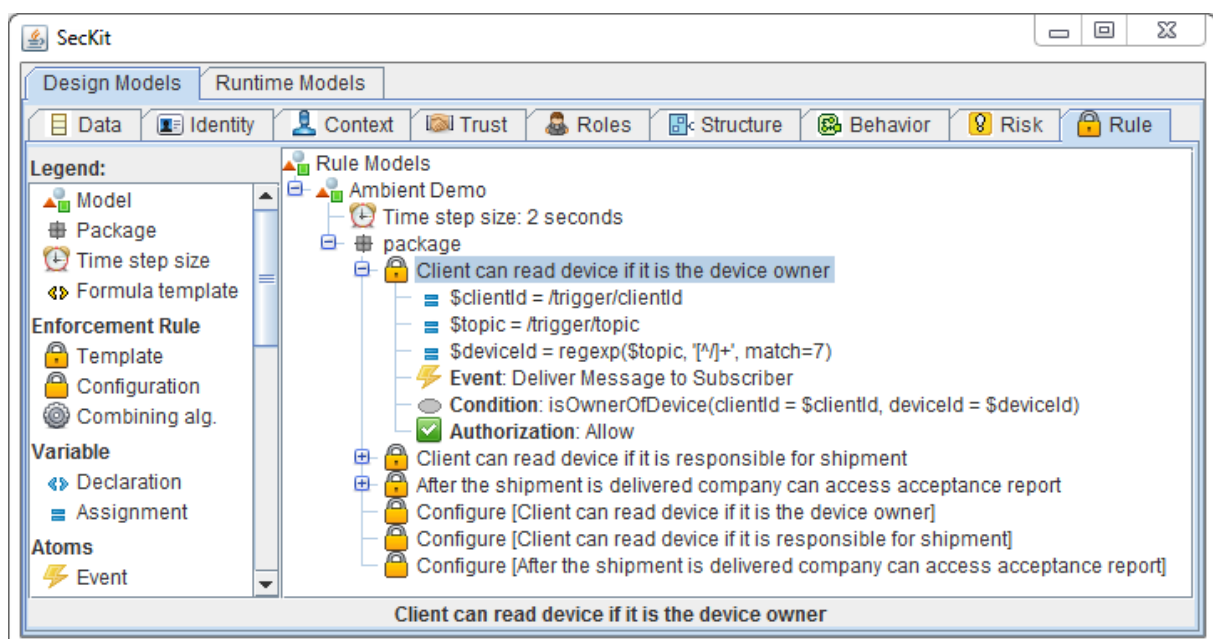 SecKit
Design Models Runtime Models
Data Identity Context Trust Roles Structure Behavior Risk Rule
Legend:
Model
Package
Time step size
Formula template
Enforcement Rule
Template
Configuration
Combining alg.
Variable
Declaration
Assignment
Atoms
Event
Rule Models
Ambient Demo
Time step size: 2 seconds
package
Client can read device if it is the device owner
$clientId = /trigger/clientId
$topic = /trigger/topic
$deviceId = regexp($topic, '[^/]+', match=7)
Event: Deliver Message to Subscriber
Condition: isOwnerOfDevice(clientId = $clientId, deviceId = $deviceId)
Authorization: Allow
Client can read device if it is responsible for shipment
After the shipment is delivered company can access acceptance report
Configure [Client can read device if it is the device owner]
Configure [Client can read device if it is responsible for shipment]
Configure [After the shipment is delivered company can access acceptance report]
Client can read device if it is the device owner